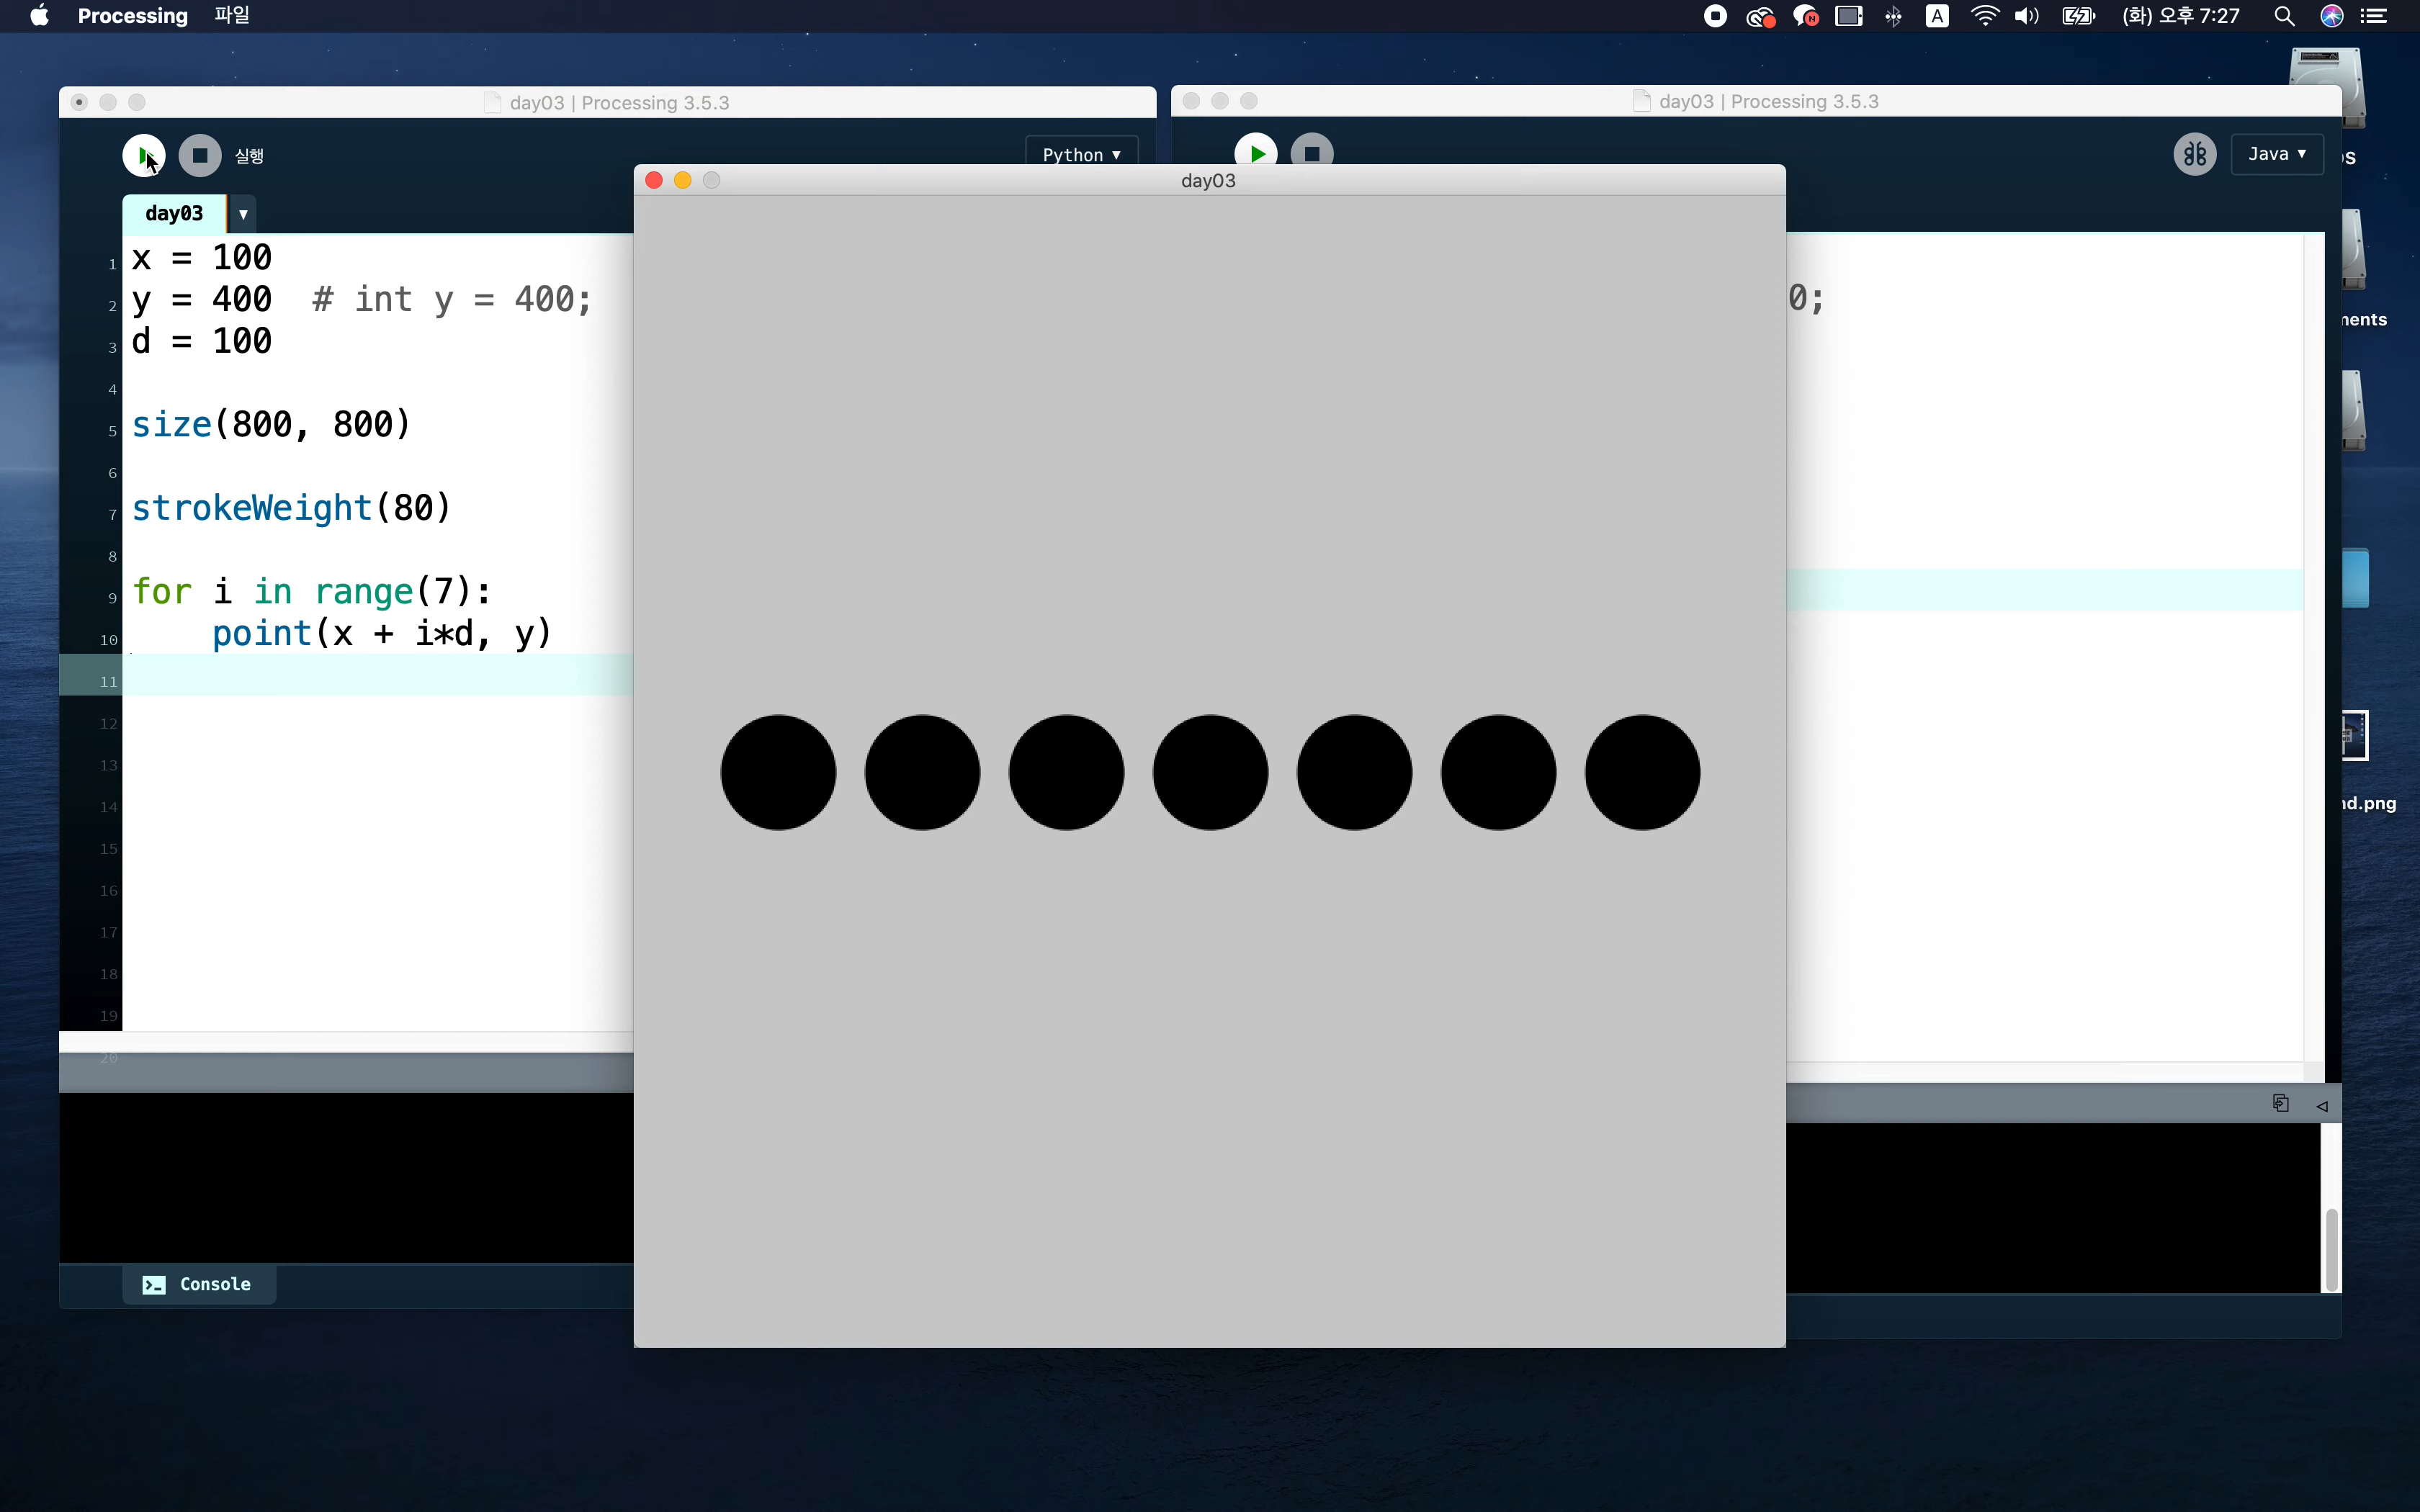 Processing 파일
A (화) 오후 7:27
day03 | Processing 3.5.3
실행
Python ▼
day03 ▼
1 x = 100
2 y = 400 # int y = 400;
3 d = 100
4
5 size(800, 800)
6
7 strokeWeight(80)
8
9 for i in range(7):
10 point(x + i*d, y)
11
12
13
14
15
16
17
18
19
20
Console
day03 | Processing 3.5.3
Java ▼
0;
day03
nd.png